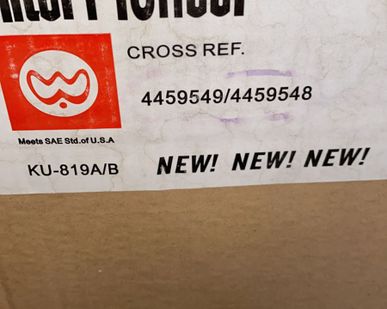 CROSS REF.
4459549/4459548
Meets SAE Std.of U.S.A
KU-819A/B NEW! NEW! NEW!